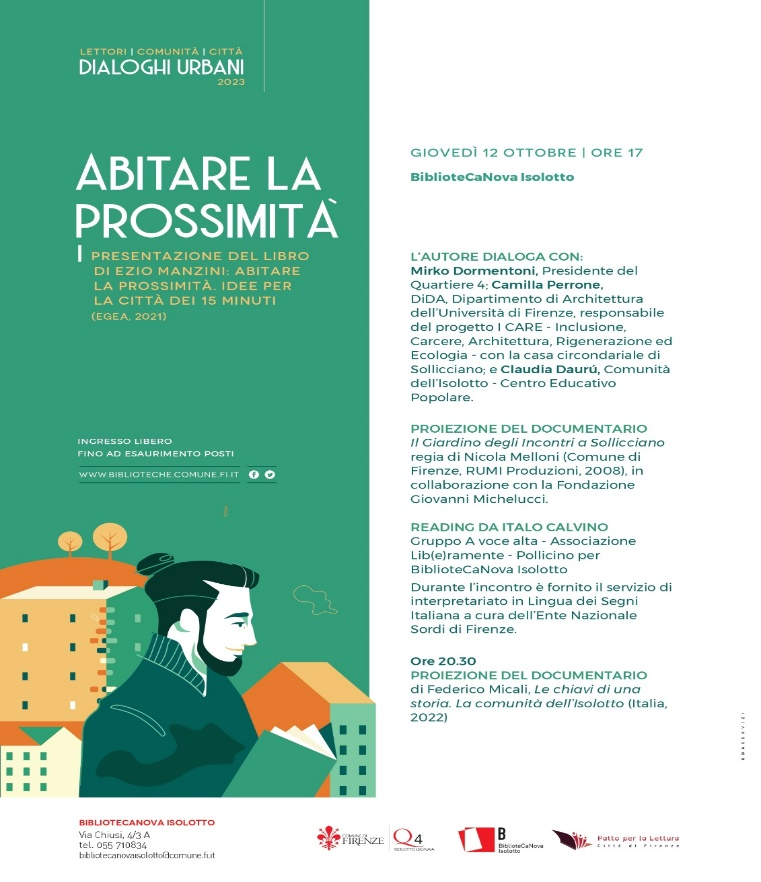 LETTORI | COMUNITÀ | CITTÀ
DIALOGHI URBANI
2023
ABITARE LA
PROSSIMITÀ
PRESENTAZIONE DEL LIBRO
DI EZIO MANZINI: ABITARE
LA PROSSIMITÀ. IDEE PER
LA CITTÀ DEI 15 MINUTI
(EGEA, 2021)
INGRESSO LIBERO
FINO AD ESAURIMENTO POSTI
WWW.BIBLIOTECHE.COMUNE.FI.IT
GIOVEDÌ 12 OTTOBRE | ORE 17
BiblioteCaNova Isolotto
L'AUTORE DIALOGA CON:
Mirko Dormentoni, Presidente del
Quartiere 4; Camilla Perrone,
DiDA, Dipartimento di Architettura
dell'Università di Firenze, responsabile
del progetto I CARE - Inclusione,
Carcere, Architettura, Rigenerazione ed
Ecologia - con la casa circondariale di
Sollicciano; e Claudia Daurú, Comunità
dell'Isolotto - Centro Educativo
Popolare.
PROIEZIONE DEL DOCUMENTARIO
Il Giardino degli Incontri a Sollicciano
regia di Nicola Melloni (Comune di
Firenze, RUMI Produzioni, 2008), in
collaborazione con la Fondazione
Giovanni Michelucci.
READING DA ITALO CALVINO
Gruppo A voce alta - Associazione
Lib(e)ramente - Pollicino per
BiblioteCaNova Isolotto
Durante l'incontro è fornito il servizio di
interpretariato in Lingua dei Segni
Italiana a cura dell'Ente Nazionale
Sordi di Firenze.
Ore 20.30
PROIEZIONE DEL DOCUMENTARIO
di Federico Micali, Le chiavi di una
storia. La comunità dell'Isolotto (Italia,
2022)
EDASERVIZI
BIBLIOTECANOVA ISOLOTTO
Via Chiusi, 4/3 A
tel. 055 710834
bibliotecanovaisolotto@comune.fi.it
COMUNE DI
FIRENZE
Q4
ISOLOTTO LEGNAIA
B
BiblioteCaNova
Isolotto
Patto per la Lettura
Città di Firenze